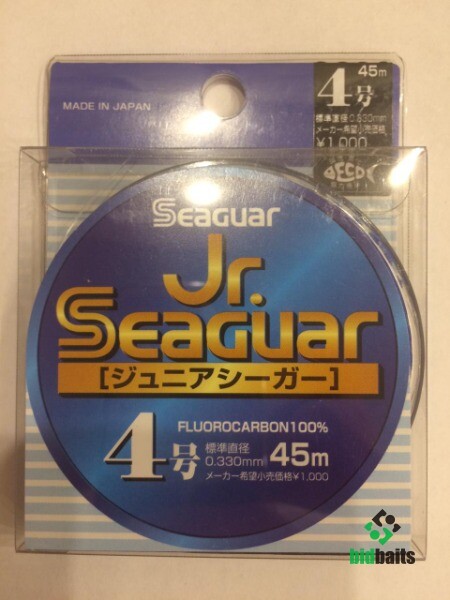 MADE IN JAPAN
45m
4号
標準直径0.330mm
メーカー希望小売価格
¥1,000
Seaguar
Jr.
Seaguar
[ジュニアシーガー]
FLUOROCARBON100%
4号
標準直径
0.330mm
45m
メーカー希望小売価格¥1,000
bidbaits